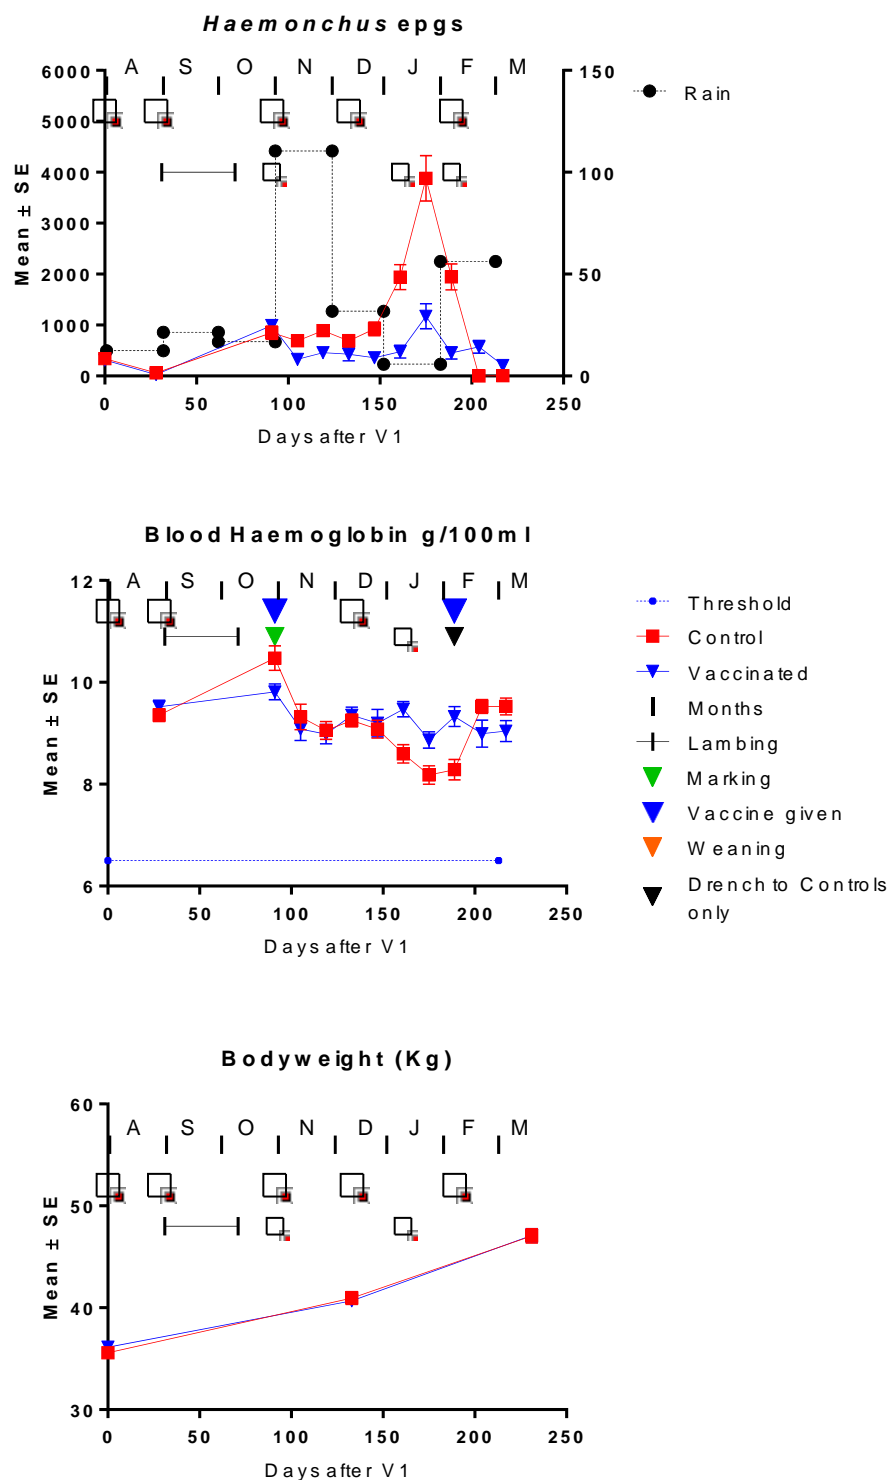 Haemonchus epgs
A S O N D J F M
6000
5000
4000
3000
2000
1000
0
150
100
50
0
Mean ± SE
0 50 100 150 200 250
Days after V1
Rain
Blood Haemoglobin g/100ml
A S O N D J F M
12
10
8
6
Mean ± SE
0 50 100 150 200 250
Days after V1
Threshold
Control
Vaccinated
Months
Lambing
Marking
Vaccine given
Weaning
Drench to Controls
only
Bodyweight (Kg)
A S O N D J F M
60
50
40
30
Mean ± SE
0 50 100 150 200 250
Days after V1